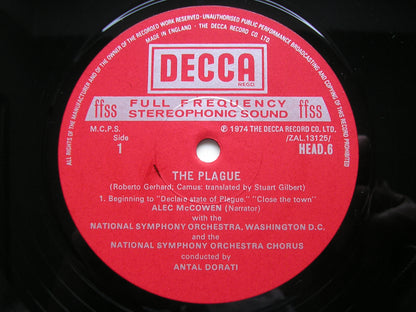 ALL RIGHTS OF THE MANUFACTURER AND OF THE OWNER OF THE RECORDED WORK RESERVED · UNAUTHORISED PUBLIC PERFORMANCE BROADCASTING AND COPYING OF THIS RECORD PROHIBITED
MADE IN ENGLAND · THE DECCA RECORD CO. LTD.
DECCA
REGD.
ffss FULL FREQUENCY ffss
STEREOPHONIC SOUND
M.C.P.S. ℗ 1974 THE DECCA RECORD CO. LTD.
Side /ZAL.13125/
1 HEAD.6
THE PLAGUE
(Roberto Gerhard; Camus: translated by Stuart Gilbert)
1. Beginning to "Declare state of Plague." "Close the town"
ALEC McCOWEN (Narrator)
with the
NATIONAL SYMPHONY ORCHESTRA, WASHINGTON D.C.
and the
NATIONAL SYMPHONY ORCHESTRA CHORUS
conducted by
ANTAL DORATI